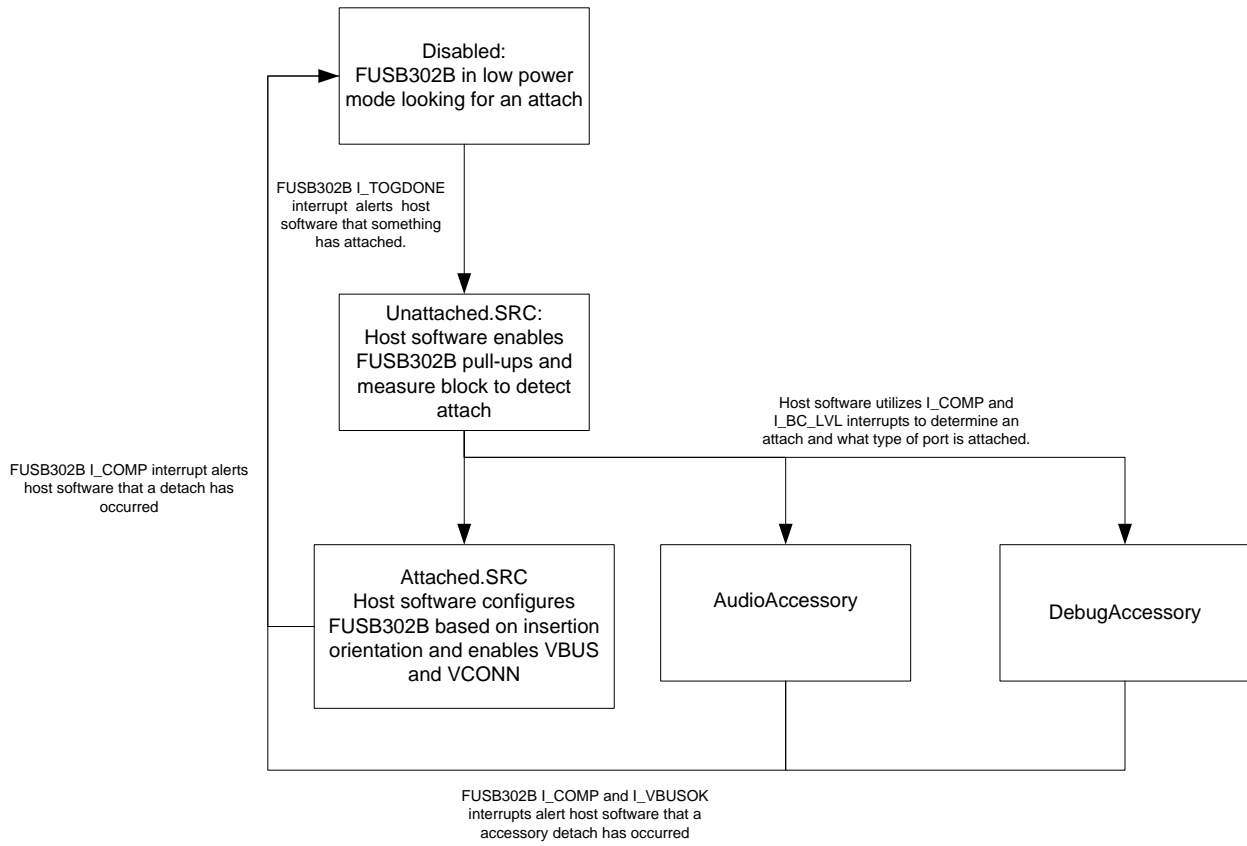 Disabled:
FUSB302B in low power
mode looking for an attach
FUSB302B I_TOGDONE
interrupt alerts host
software that something
has attached.
Unattached.SRC:
Host software enables
FUSB302B pull-ups and
measure block to detect
attach
Host software utilizes I_COMP and
I_BC_LVL interrupts to determine an
attach and what type of port is attached.
FUSB302B I_COMP interrupt alerts
host software that a detach has
occurred
Attached.SRC
Host software configures
FUSB302B based on insertion
orientation and enables VBUS
and VCONN
AudioAccessory
DebugAccessory
FUSB302B I_COMP and I_VBUSOK
interrupts alert host software that a
accessory detach has occurred